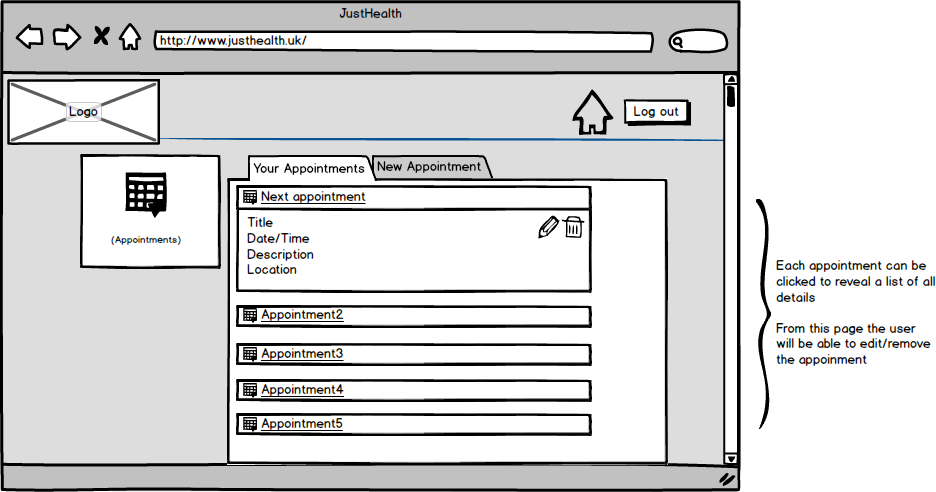 JustHealth
http://www.justhealth.uk/
Logo
Log out
(Appointments)
Your Appointments
New Appointment
Next appointment
Title
Date/Time
Description
Location
Appointment2
Appointment3
Appointment4
Appointment5
Each appointment can be
clicked to reveal a list of all
details
From this page the user
will be able to edit/remove
the appoinment